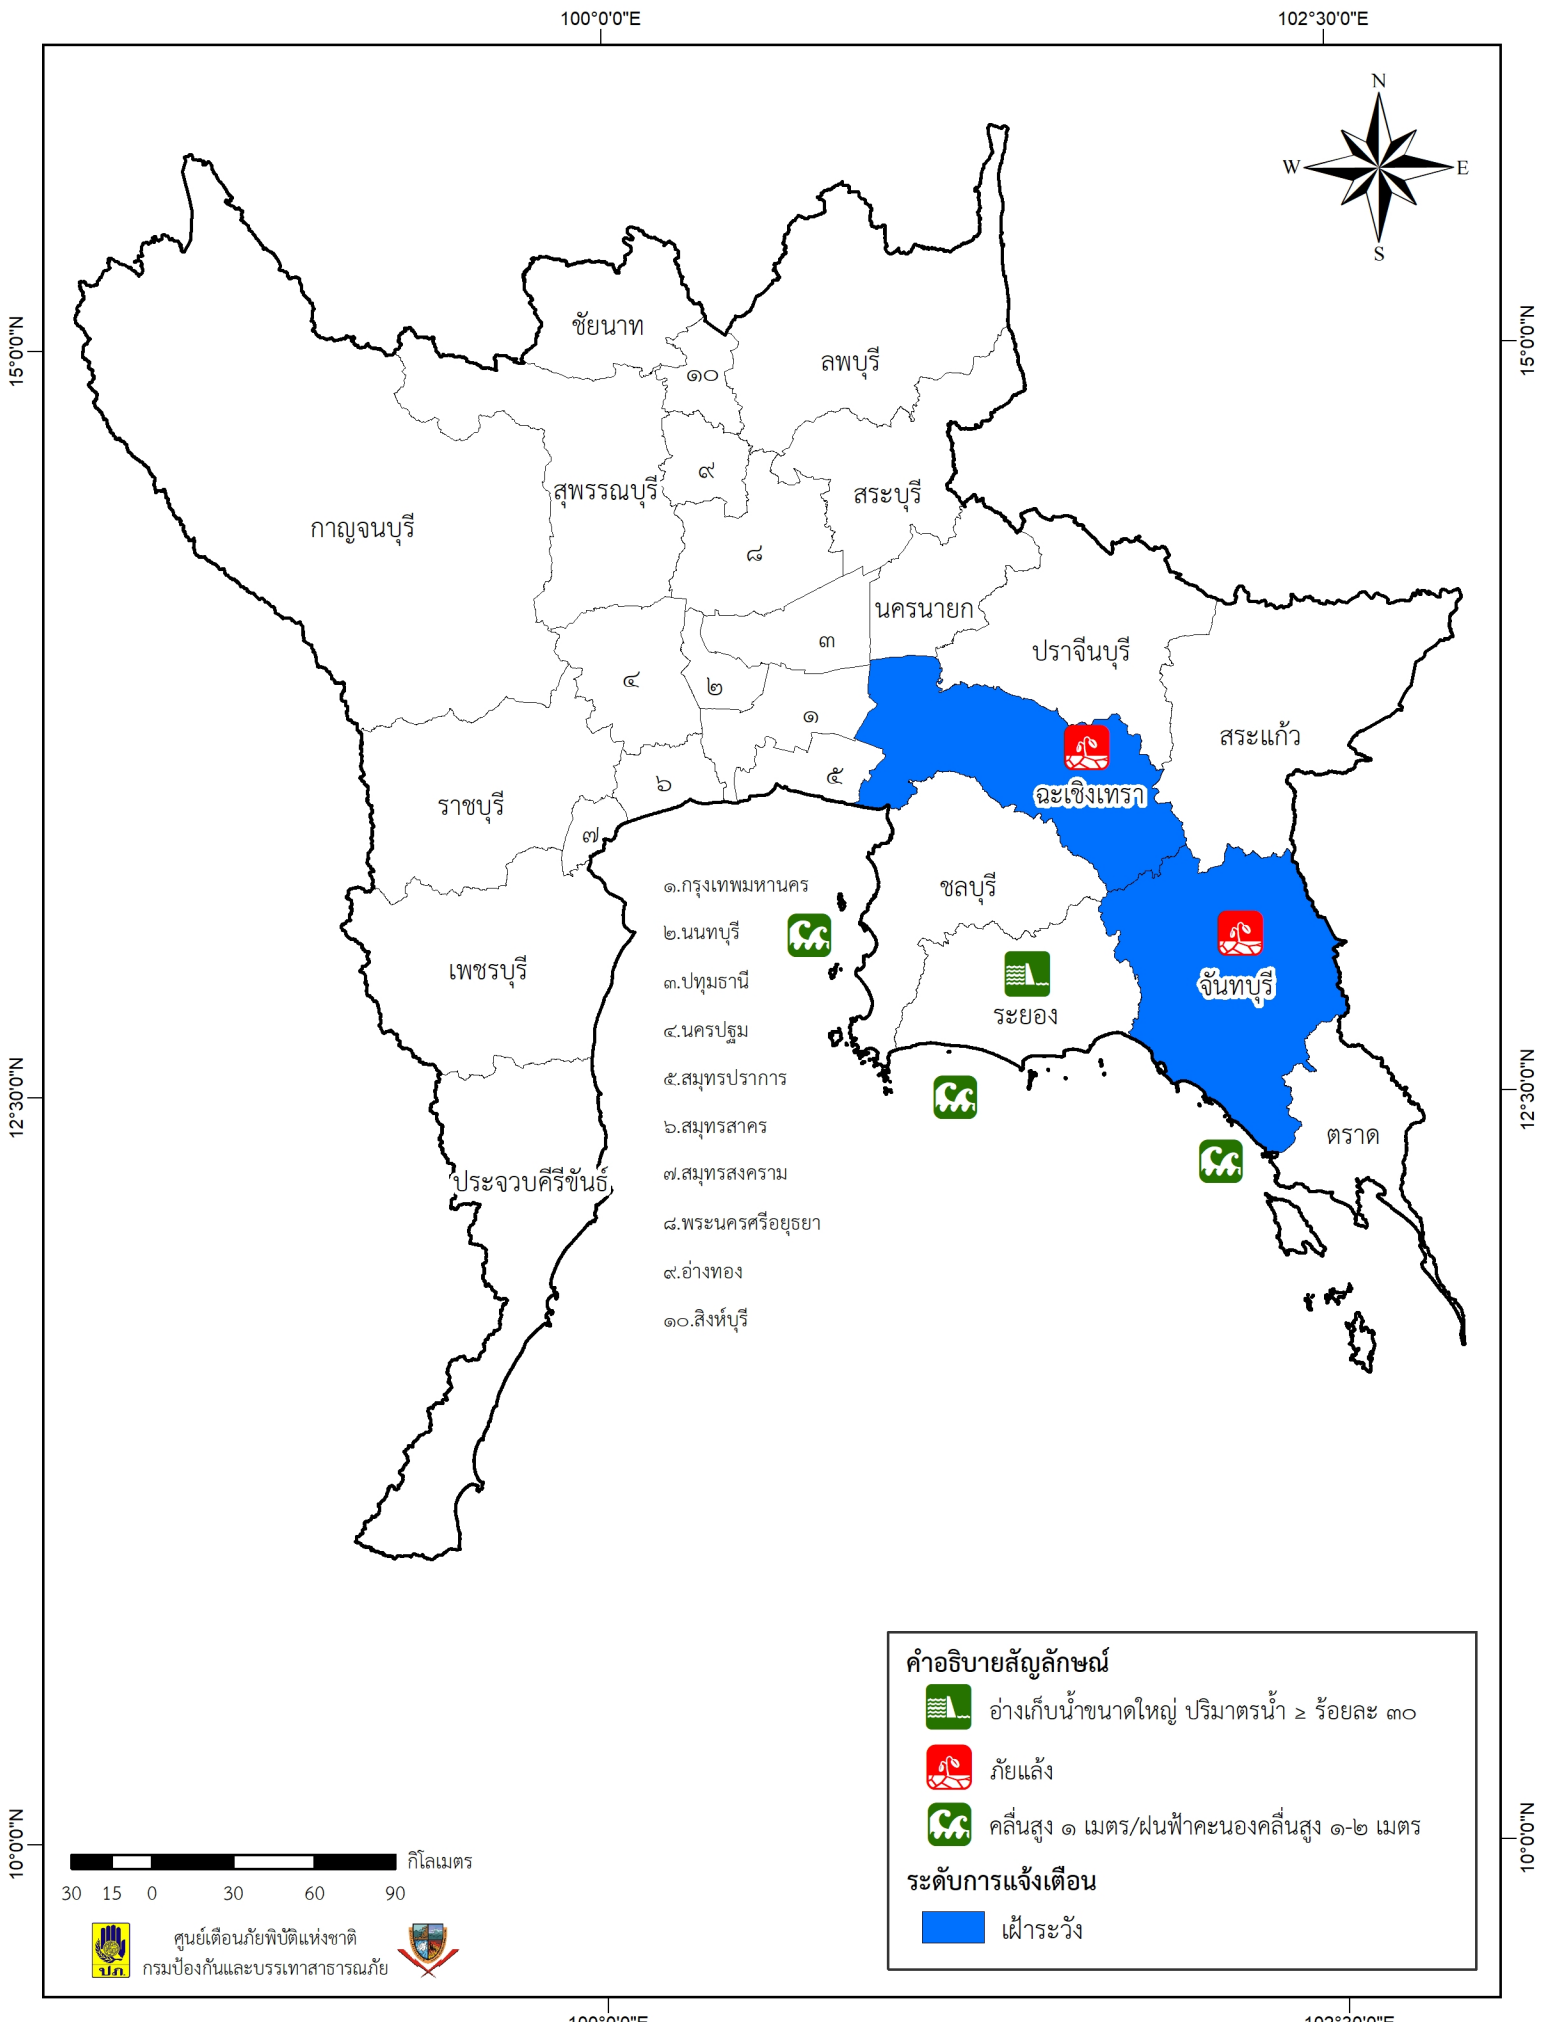 100°0'0"E
102°30'0"E
N
W
E
S
15°0'0"N
15°0'0"N
ชัยนาท
๑๐
ลพบุรี
๙
สุพรรณบุรี
สระบุรี
กาญจนบุรี
๘
นครนายก
๓
ปราจีนบุรี
๔
๒
๑
สระแก้ว
๕
๖
ฉะเชิงเทรา
ราชบุรี
๗
ชลบุรี
เพชรบุรี
จันทบุรี
ระยอง
ตราด
ประจวบคีรีขันธ์
๑.กรุงเทพมหานคร
๒.นนทบุรี
๓.ปทุมธานี
๔.นครปฐม
๕.สมุทรปราการ
๖.สมุทรสาคร
๗.สมุทรสงคราม
๘.พระนครศรีอยุธยา
๙.อ่างทอง
๑๐.สิงห์บุรี
12°30'0"N
12°30'0"N
คำอธิบายสัญลักษณ์
อ่างเก็บน้ำขนาดใหญ่ ปริมาตรน้ำ ≥ ร้อยละ ๓๐
ภัยแล้ง
คลื่นสูง ๑ เมตร/ฝนฟ้าคะนองคลื่นสูง ๑-๒ เมตร
ระดับการแจ้งเตือน
เฝ้าระวัง
10°0'0"N
10°0'0"N
กิโลเมตร
30 15 0 30 60 90
ปภ.
ศูนย์เตือนภัยพิบัติแห่งชาติ
กรมป้องกันและบรรเทาสาธารณภัย
100°0'0"E
102°30'0"E